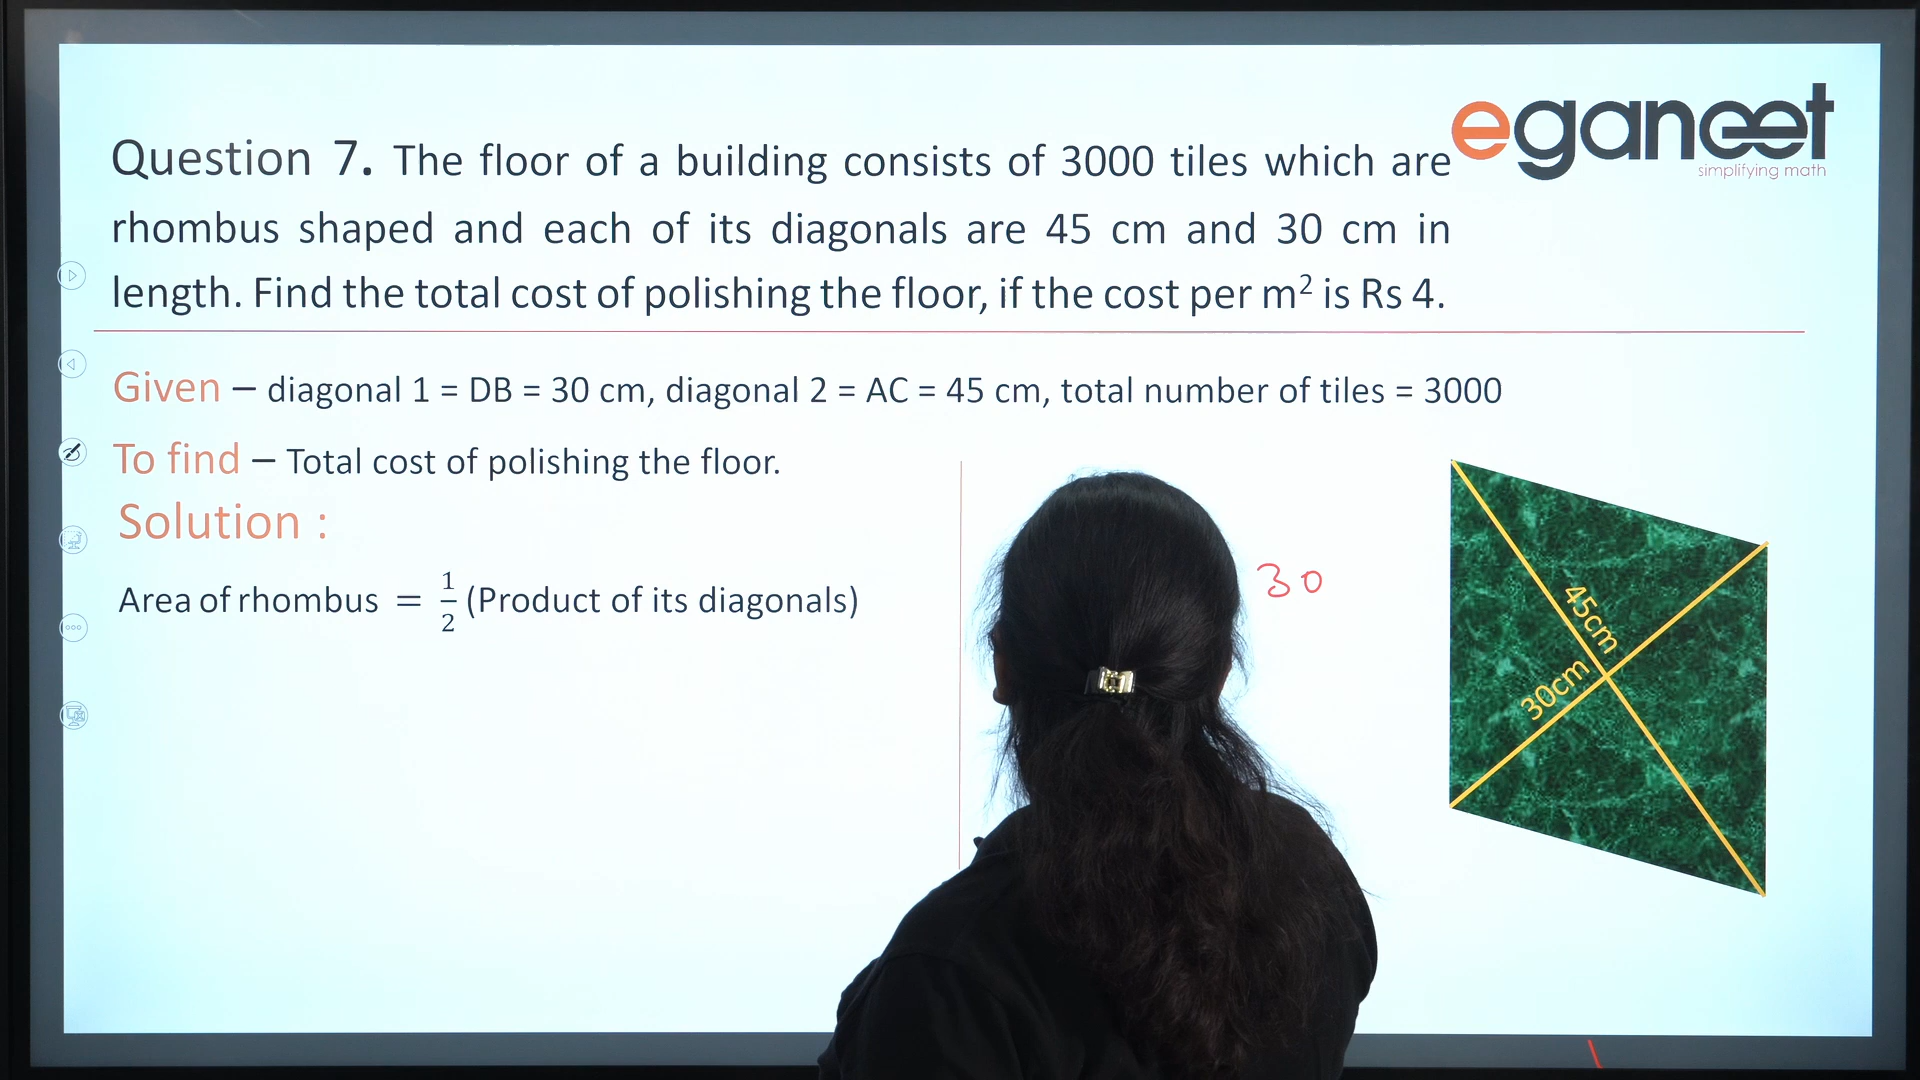 eganeet
simplifying math
Question 7. The floor of a building consists of 3000 tiles which are
rhombus shaped and each of its diagonals are 45 cm and 30 cm in
length. Find the total cost of polishing the floor, if the cost per m² is Rs 4.
Given – diagonal 1 = DB = 30 cm, diagonal 2 = AC = 45 cm, total number of tiles = 3000
To find – Total cost of polishing the floor.
Solution :
Area of rhombus = 1/2 (Product of its diagonals)
30
45cm
30cm